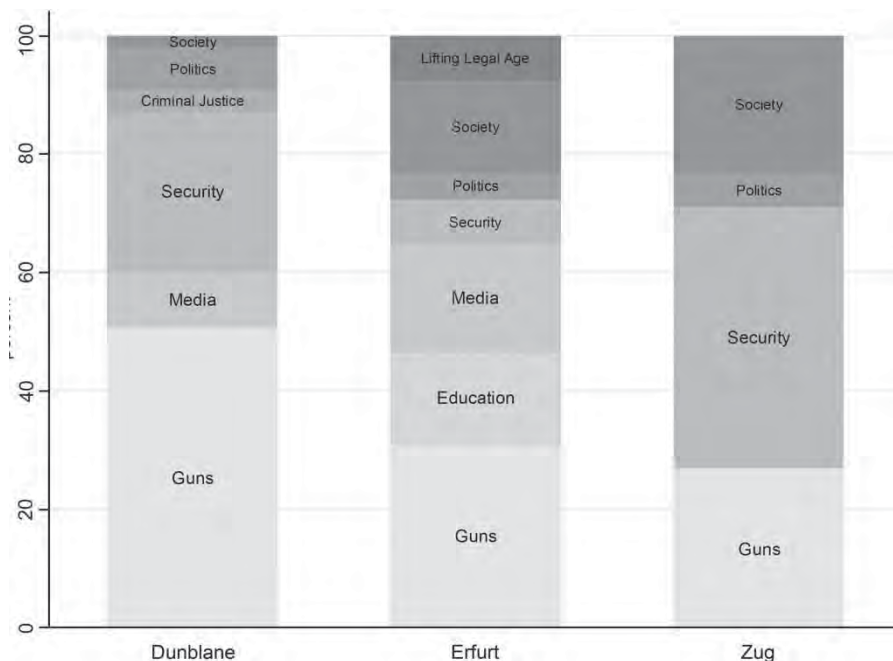 100
80
60
40
20
0
Society
Politics
Criminal Justice
Security
Media
Guns
Lifting Legal Age
Society
Politics
Security
Media
Education
Guns
Society
Politics
Security
Guns
Dunblane
Erfurt
Zug